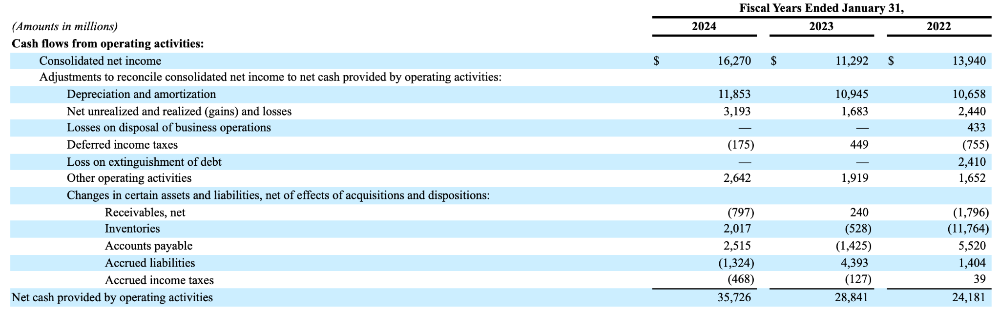 Fiscal Years Ended January 31,
(Amounts in millions) 2024 2023 2022
Cash flows from operating activities:
Consolidated net income $ 16,270 $ 11,292 $ 13,940
Adjustments to reconcile consolidated net income to net cash provided by operating activities:
Depreciation and amortization 11,853 10,945 10,658
Net unrealized and realized (gains) and losses 3,193 1,683 2,440
Losses on disposal of business operations — — 433
Deferred income taxes (175) 449 (755)
Loss on extinguishment of debt — — 2,410
Other operating activities 2,642 1,919 1,652
Changes in certain assets and liabilities, net of effects of acquisitions and dispositions:
Receivables, net (797) 240 (1,796)
Inventories 2,017 (528) (11,764)
Accounts payable 2,515 (1,425) 5,520
Accrued liabilities (1,324) 4,393 1,404
Accrued income taxes (468) (127) 39
Net cash provided by operating activities 35,726 28,841 24,181